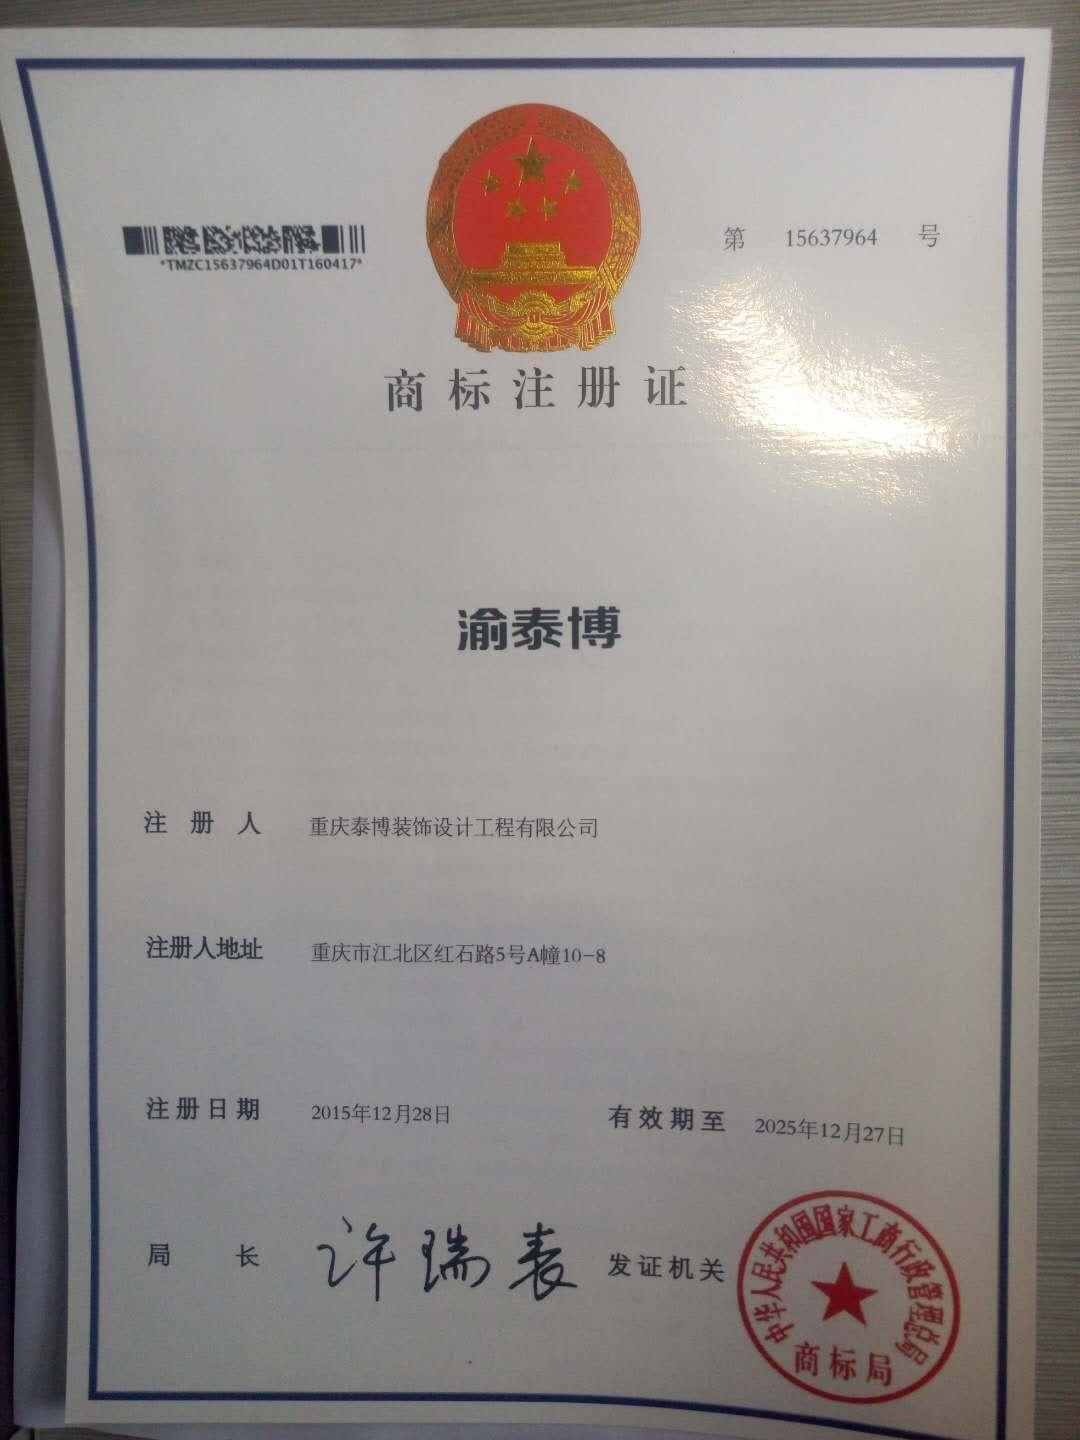 第 15637964 号
*TMZC15637964D01T160417*
商标注册证
渝泰博
注册人 重庆泰博装饰设计工程有限公司
注册人地址 重庆市江北区红石路5号A幢10-8
注册日期 2015年12月28日 有效期至 2025年12月27日
局长 许瑞表 发证机关
中华人民共和国国家工商行政管理总局
商标局